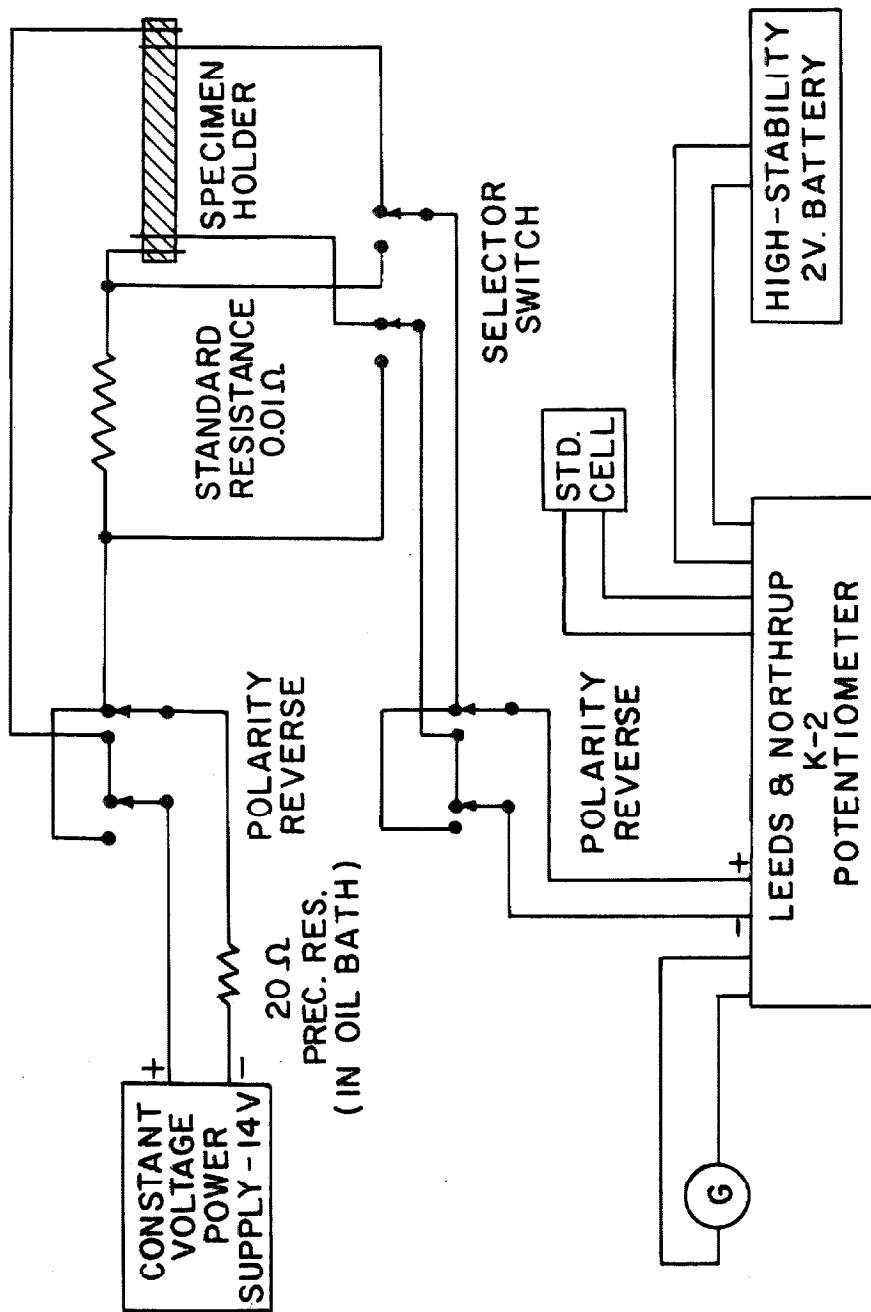 CONSTANT
VOLTAGE
POWER
SUPPLY-14V
+
-
20Ω
PREC. RES.
(IN OIL BATH)
POLARITY
REVERSE
STANDARD
RESISTANCE
0.01Ω
SPECIMEN
HOLDER
SELECTOR
SWITCH
POLARITY
REVERSE
STD.
CELL
G
-
+
LEEDS & NORTHRUP
K-2
POTENTIOMETER
HIGH-STABILITY
2V. BATTERY